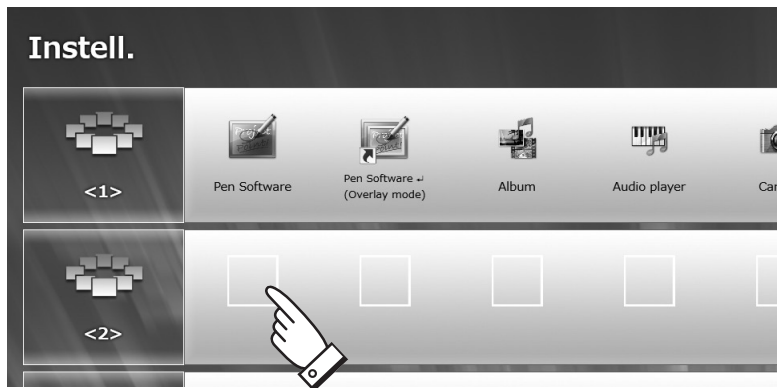 Instell.
<1>
Pen Software
Pen Software ↵
(Overlay mode)
Album
Audio player
<2>